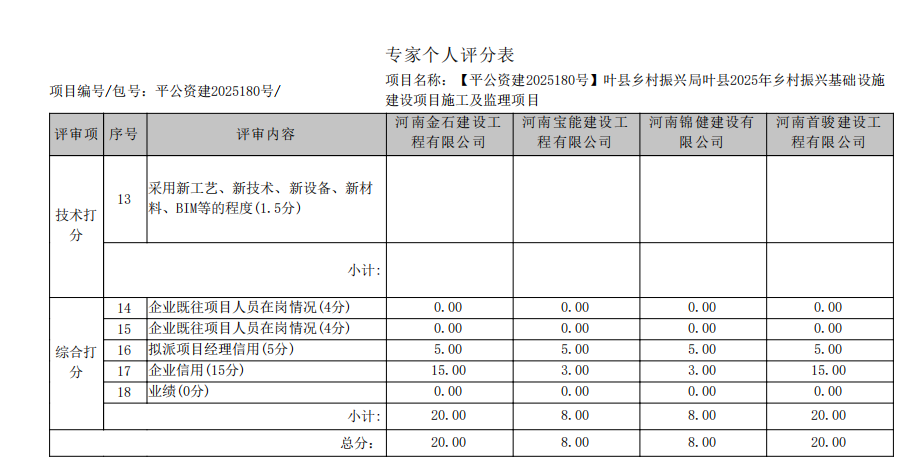 专家个人评分表
项目编号/包号: 平公资建2025180号/
项目名称: 【平公资建2025180号】叶县乡村振兴局叶县2025年乡村振兴基础设施
建设项目施工及监理项目
评审项 序号 评审内容 河南金石建设工程有限公司 河南宝能建设工程有限公司 河南锦健建设有限公司 河南首骏建设工程有限公司
技术打分
13 采用新工艺、新技术、新设备、新材
料、BIM等的程度(1.5分)
小计:
综合打分
14 企业既往项目人员在岗情况(4分) 0.00 0.00 0.00 0.00
15 企业既往项目人员在岗情况(4分) 0.00 0.00 0.00 0.00
16 拟派项目经理信用(5分) 5.00 5.00 5.00 5.00
17 企业信用(15分) 15.00 3.00 3.00 15.00
18 业绩(0分) 0.00 0.00 0.00 0.00
小计: 20.00 8.00 8.00 20.00
总分: 20.00 8.00 8.00 20.00